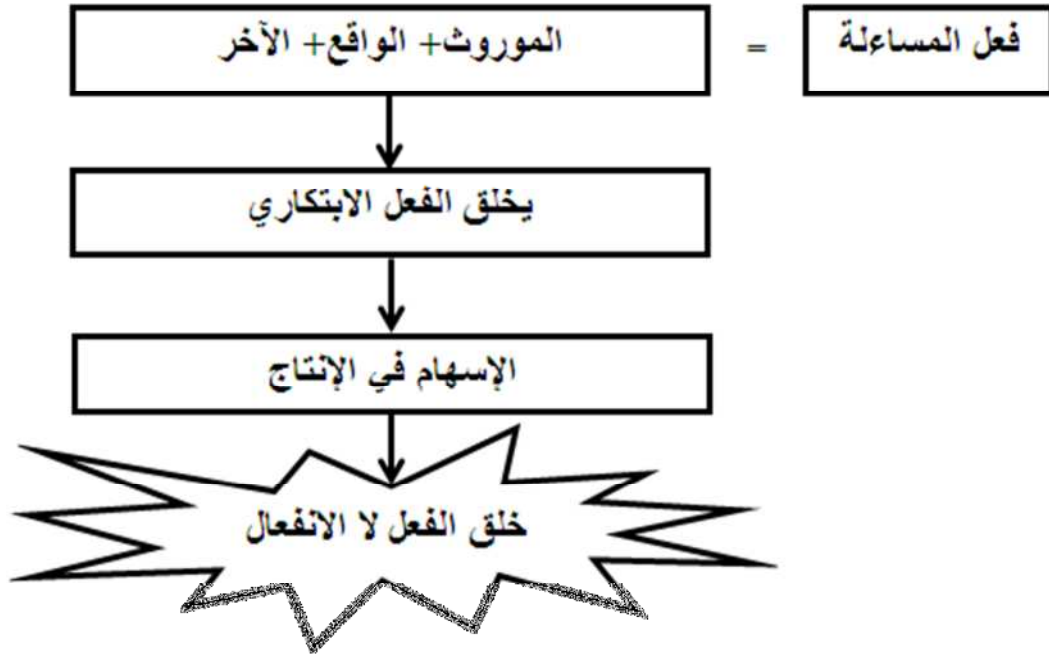 فعل المساءلة = الموروث+ الواقع+ الآخر
يخلق الفعل الابتكاري
الإسهام في الإنتاج
خلق الفعل لا الانفعال